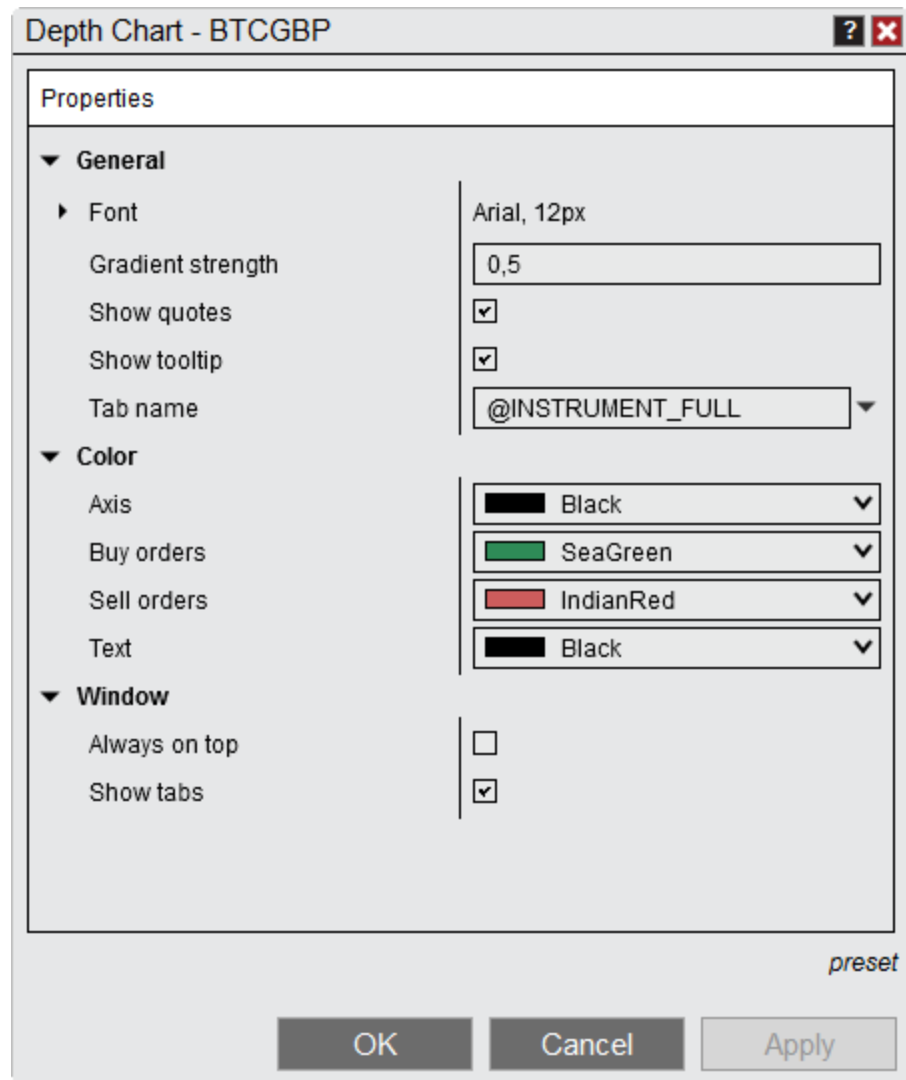 Depth Chart - BTCGBP ?
Properties
General
Font Arial, 12px
Gradient strength 0,5
Show quotes
Show tooltip
Tab name @INSTRUMENT_FULL
Color
Axis Black
Buy orders SeaGreen
Sell orders IndianRed
Text Black
Window
Always on top
Show tabs
preset
OK Cancel Apply